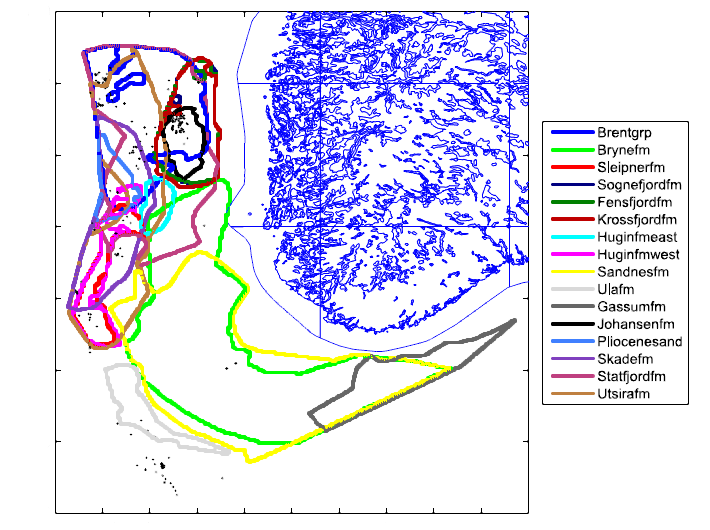 Brentgrp
Brynefm
Sleipnerfm
Sognefjordfm
Fensfjordfm
Krossfjordfm
Huginfmeast
Huginfmwest
Sandnesfm
Ulafm
Gassumfm
Johansenfm
Pliocenesand
Skadefm
Statfjordfm
Utsirafm